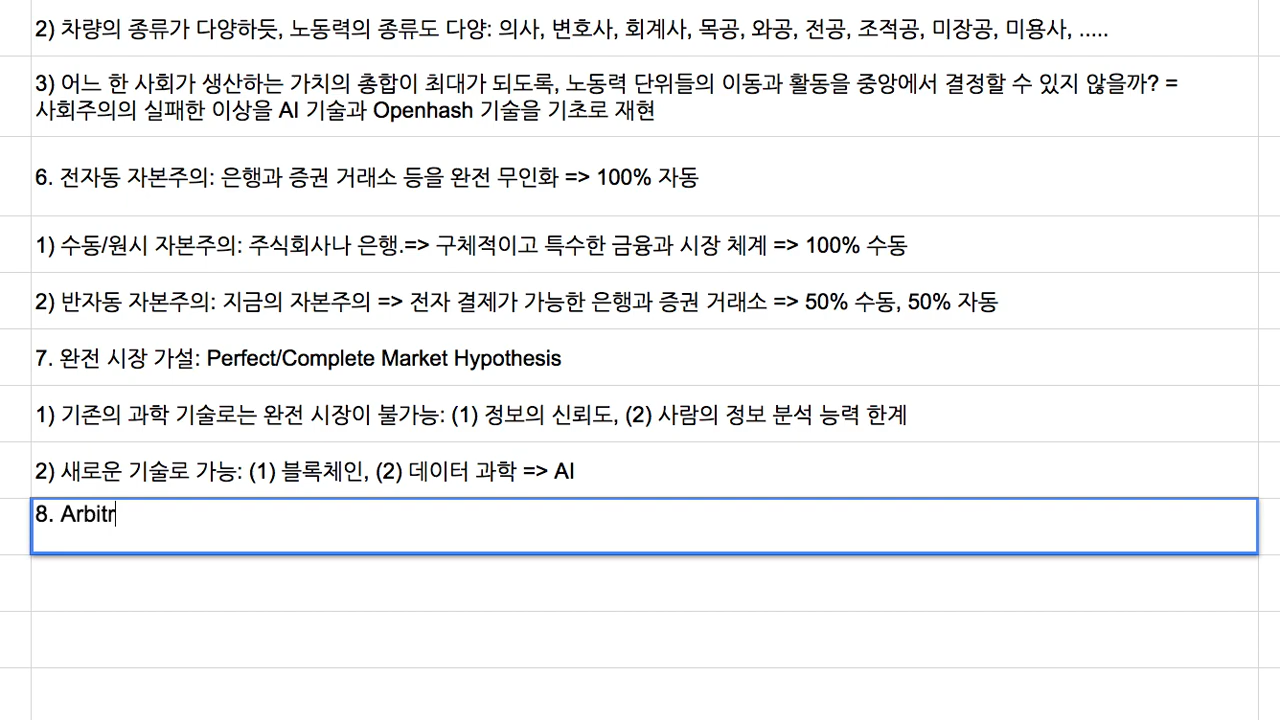 2) 차량의 종류가 다양하듯, 노동력의 종류도 다양: 의사, 변호사, 회계사, 목공, 와공, 전공, 조적공, 미장공, 미용사, .....
3) 어느 한 사회가 생산하는 가치의 총합이 최대가 되도록, 노동력 단위들의 이동과 활동을 중앙에서 결정할 수 있지 않을까? =
사회주의의 실패한 이상을 AI 기술과 Openhash 기술을 기초로 재현
6. 전자동 자본주의: 은행과 증권 거래소 등을 완전 무인화 => 100% 자동
1) 수동/원시 자본주의: 주식회사나 은행.=> 구체적이고 특수한 금융과 시장 체계 => 100% 수동
2) 반자동 자본주의: 지금의 자본주의 => 전자 결제가 가능한 은행과 증권 거래소 => 50% 수동, 50% 자동
7. 완전 시장 가설: Perfect/Complete Market Hypothesis
1) 기존의 과학 기술로는 완전 시장이 불가능: (1) 정보의 신뢰도, (2) 사람의 정보 분석 능력 한계
2) 새로운 기술로 가능: (1) 블록체인, (2) 데이터 과학 => AI
8. Arbitr